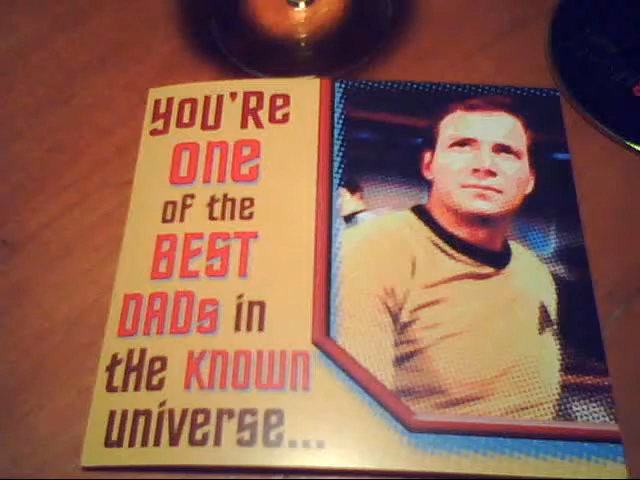 you'Re
one
of the
BEST
DADs in
tHe Known
universe...